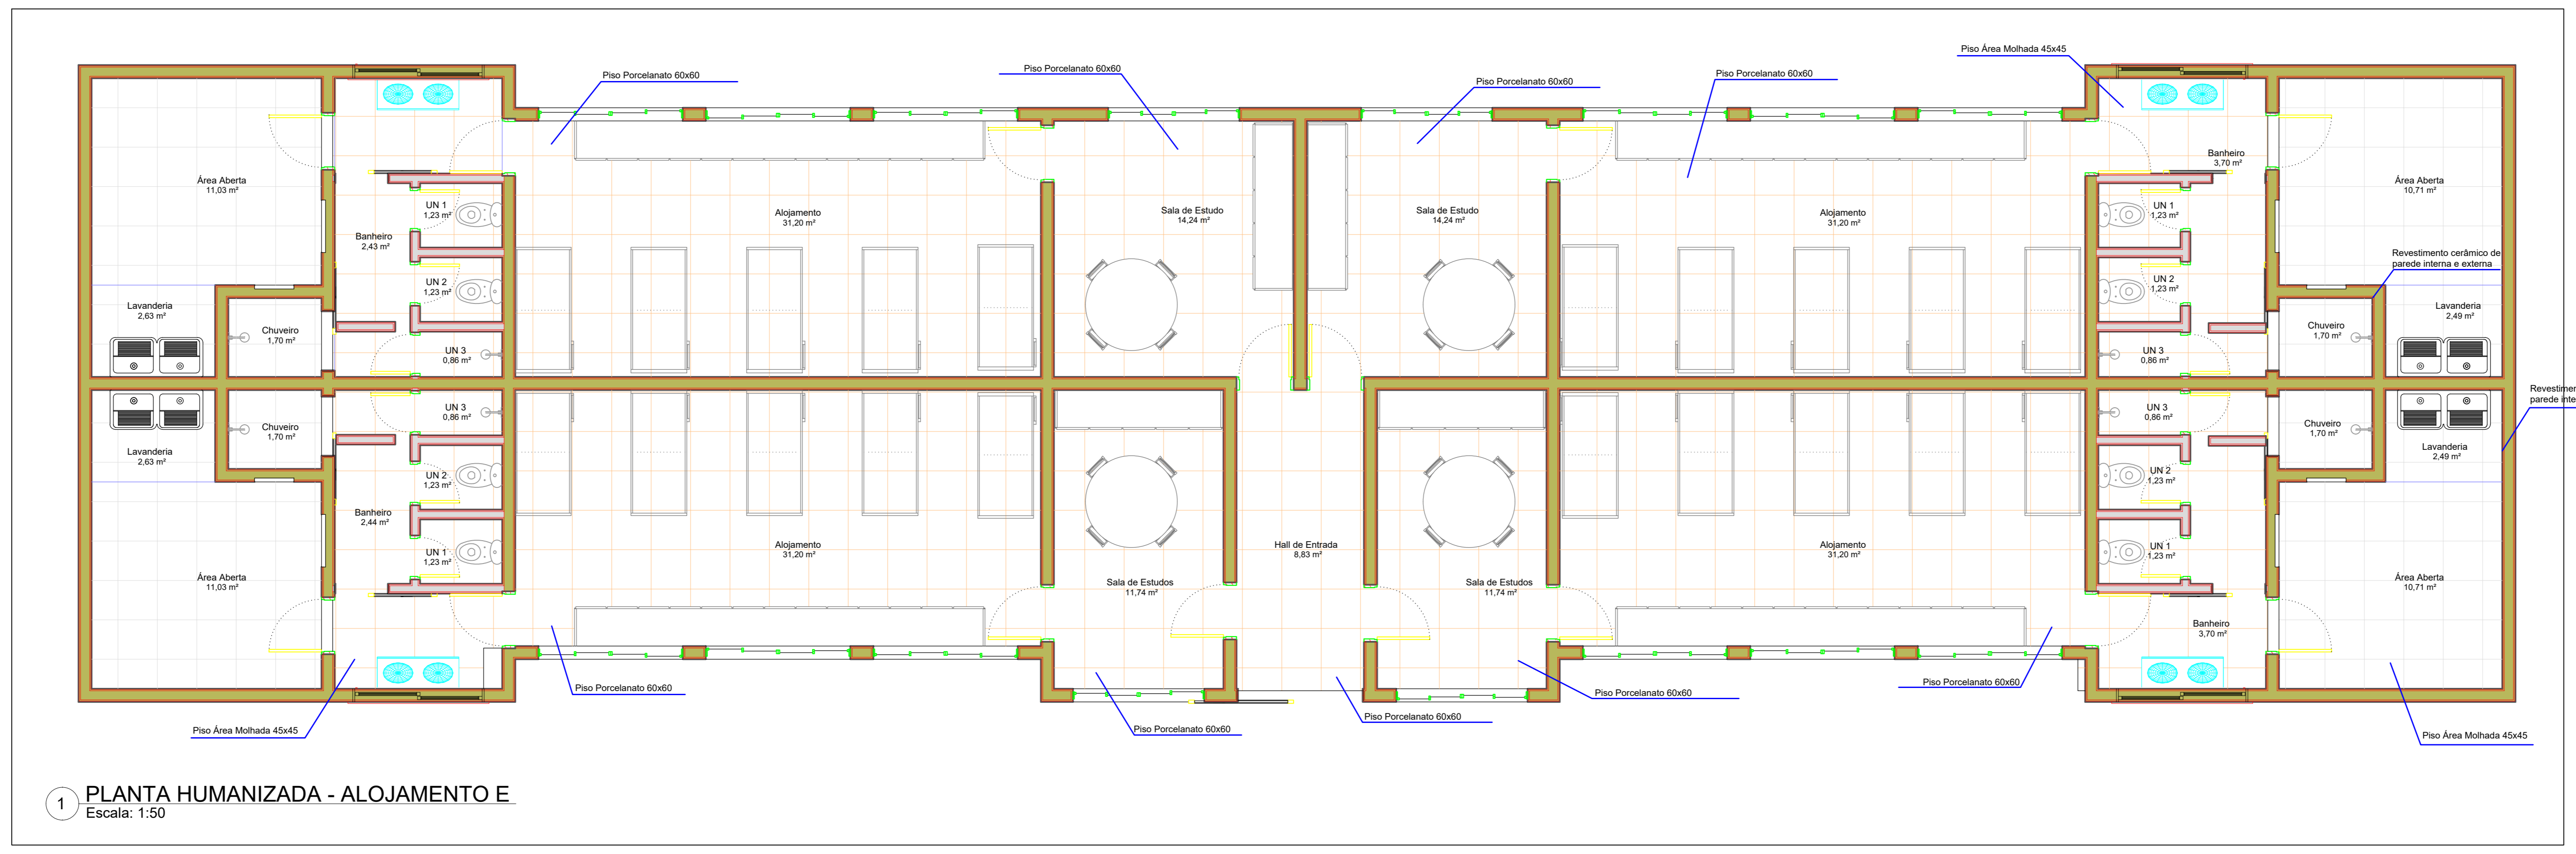 Piso Área Molhada 45x45
Piso Porcelanato 60x60
Piso Porcelanato 60x60
Piso Porcelanato 60x60
Piso Porcelanato 60x60
Área Aberta
11,03 m²
Banheiro
2,43 m²
UN 1
1,23 m²
UN 2
1,23 m²
UN 3
0,86 m²
Lavanderia
2,63 m²
Chuveiro
1,70 m²
Alojamento
31,20 m²
Sala de Estudo
14,24 m²
Sala de Estudo
14,24 m²
Alojamento
31,20 m²
Banheiro
3,70 m²
UN 1
1,23 m²
UN 2
1,23 m²
UN 3
0,86 m²
Área Aberta
10,71 m²
Revestimento cerâmico de
parede interna e externa
Lavanderia
2,49 m²
Chuveiro
1,70 m²
Lavanderia
2,63 m²
Chuveiro
1,70 m²
UN 3
0,86 m²
UN 2
1,23 m²
UN 1
1,23 m²
Banheiro
2,44 m²
Área Aberta
11,03 m²
Alojamento
31,20 m²
Sala de Estudos
11,74 m²
Hall de Entrada
8,83 m²
Sala de Estudos
11,74 m²
Alojamento
31,20 m²
UN 3
0,86 m²
UN 2
1,23 m²
UN 1
1,23 m²
Banheiro
3,70 m²
Chuveiro
1,70 m²
Lavanderia
2,49 m²
Área Aberta
10,71 m²
Revestimen
parede inte
Piso Área Molhada 45x45
Piso Porcelanato 60x60
Piso Porcelanato 60x60
Piso Porcelanato 60x60
Piso Porcelanato 60x60
Piso Porcelanato 60x60
Piso Área Molhada 45x45
1
PLANTA HUMANIZADA - ALOJAMENTO E
Escala: 1:50